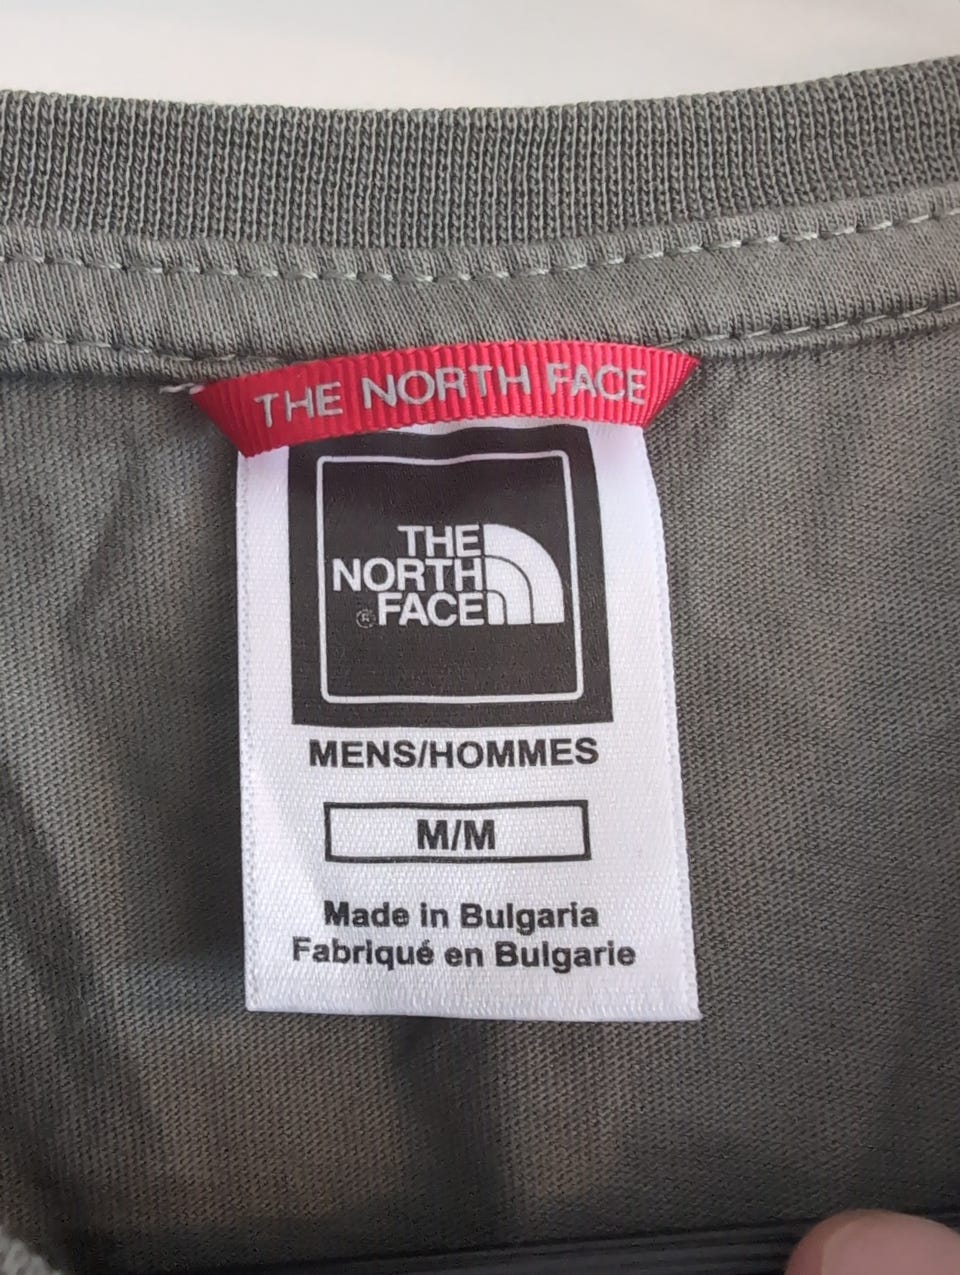 THE NORTH FACE
THE
NORTH
® FACE
MENS/HOMMES
M/M
Made in Bulgaria
Fabriqué en Bulgarie